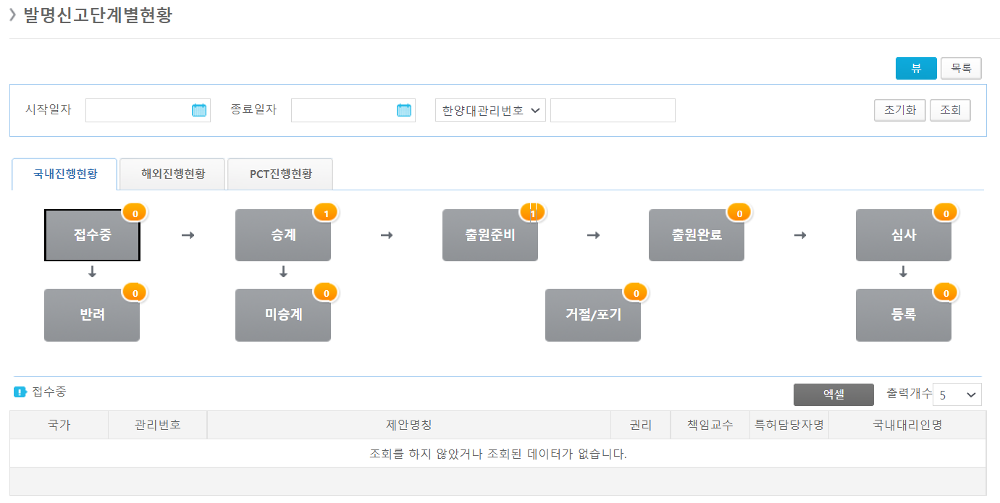 발명신고단계별현황
뷰 목록
시작일자 종료일자 한양대관리번호 초기화 조회
국내진행현황 해외진행현황 PCT진행현황
0 1 1 0 0
접수중 승계 출원준비 출원완료 심사
0 0 0 0
반려 미승계 거절/포기 등록
접수중 엑셀 출력개수 5
국가 관리번호 제안명칭 권리 책임교수 특허담당자명 국내대리인명
조회를 하지 않았거나 조회된 데이터가 없습니다.